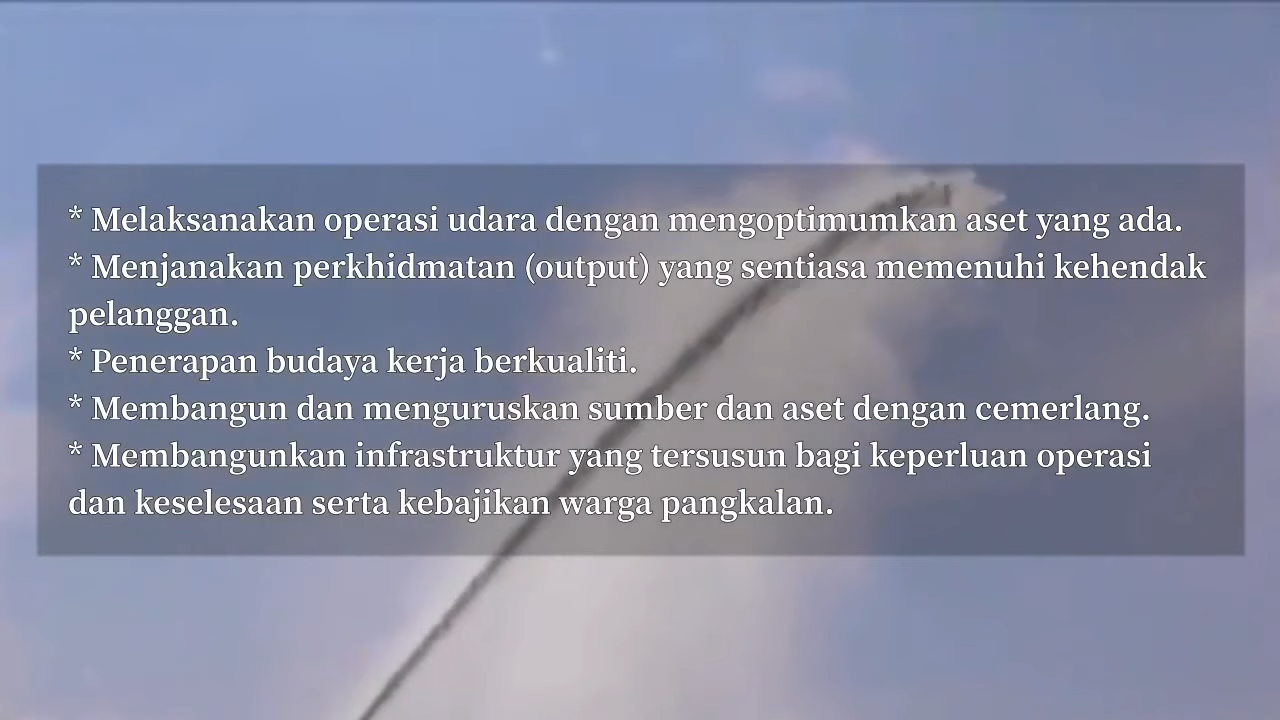 * Melaksanakan operasi udara dengan mengoptimumkan aset yang ada.
* Menjanakan perkhidmatan (output) yang sentiasa memenuhi kehendak
pelanggan.
* Penerapan budaya kerja berkualiti.
* Membangun dan menguruskan sumber dan aset dengan cemerlang.
* Membangunkan infrastruktur yang tersusun bagi keperluan operasi
dan keselesaan serta kebajikan warga pangkalan.